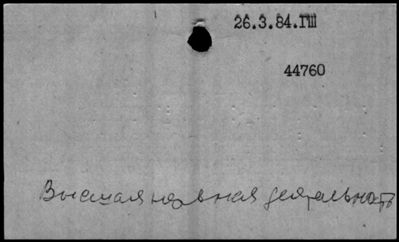 26.3.84.ГШ
44760
Высшая нервная деятельность